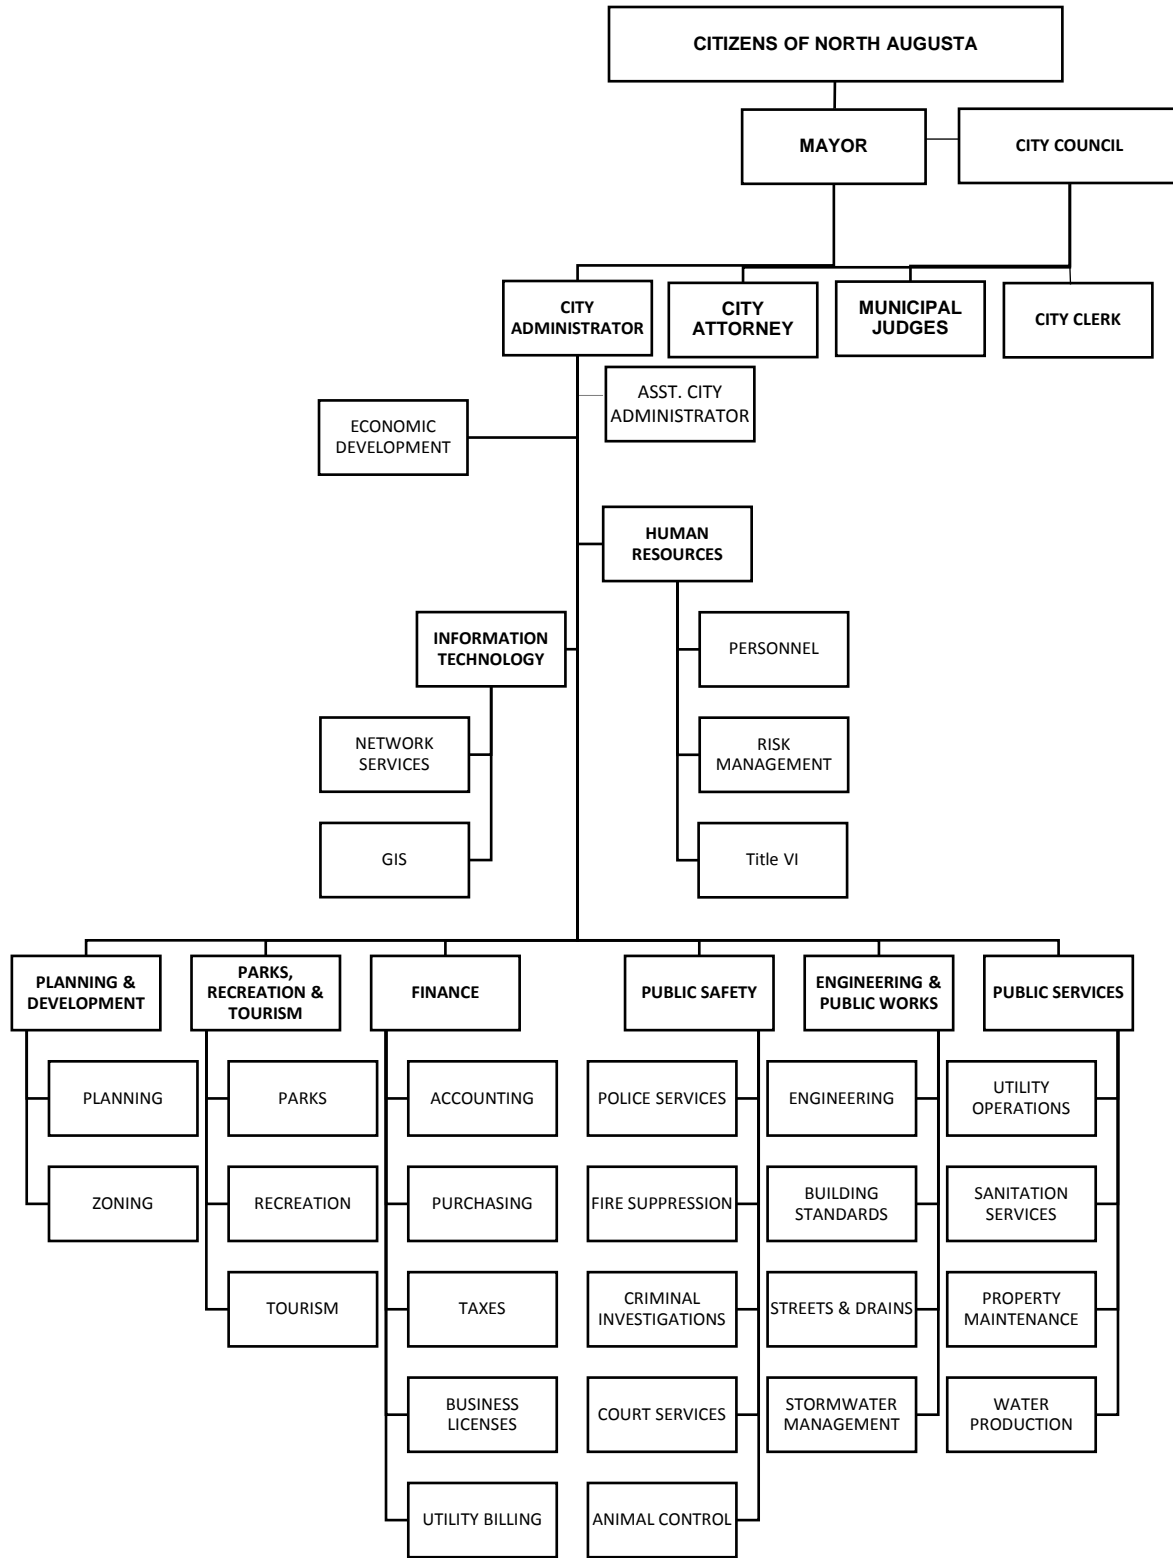 CITIZENS OF NORTH AUGUSTA
MAYOR
CITY COUNCIL
CITY
ADMINISTRATOR
CITY
ATTORNEY
MUNICIPAL
JUDGES
CITY CLERK
ASST. CITY
ADMINISTRATOR
ECONOMIC
DEVELOPMENT
HUMAN
RESOURCES
INFORMATION
TECHNOLOGY
PERSONNEL
NETWORK
SERVICES
RISK
MANAGEMENT
GIS
Title VI
PLANNING &
DEVELOPMENT
PARKS,
RECREATION &
TOURISM
FINANCE
PUBLIC SAFETY
ENGINEERING &
PUBLIC WORKS
PUBLIC SERVICES
PLANNING
PARKS
ACCOUNTING
POLICE SERVICES
ENGINEERING
UTILITY
OPERATIONS
ZONING
RECREATION
PURCHASING
FIRE SUPPRESSION
BUILDING
STANDARDS
SANITATION
SERVICES
TOURISM
TAXES
CRIMINAL
INVESTIGATIONS
STREETS & DRAINS
PROPERTY
MAINTENANCE
BUSINESS
LICENSES
COURT SERVICES
STORMWATER
MANAGEMENT
WATER
PRODUCTION
UTILITY BILLING
ANIMAL CONTROL